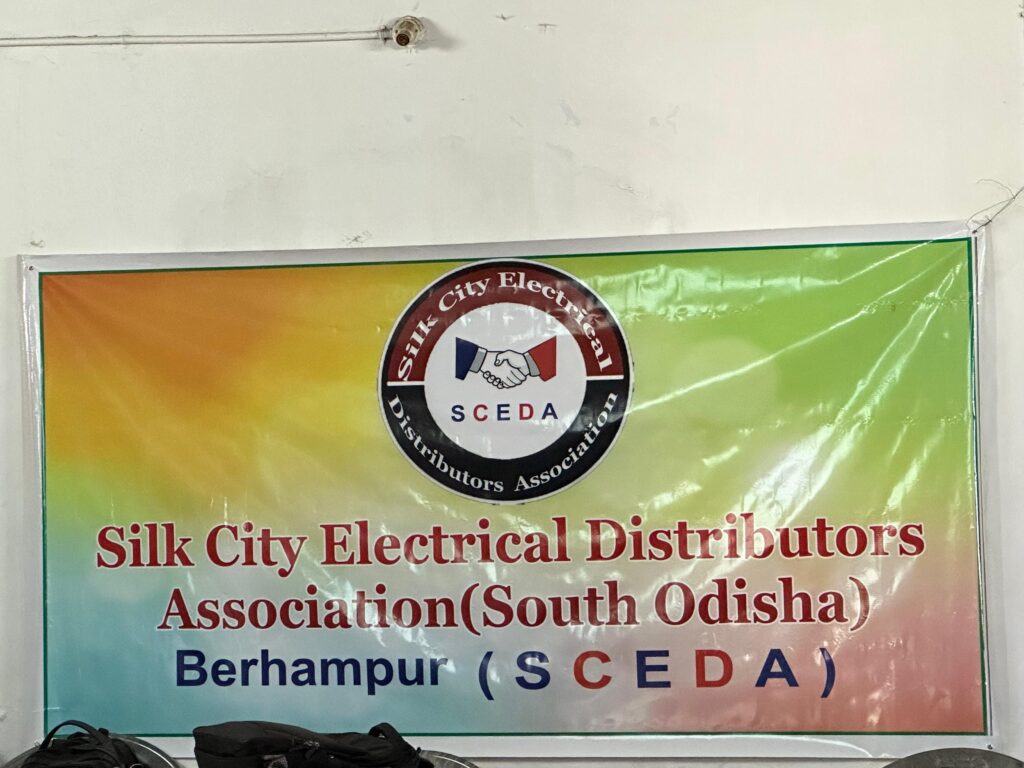 Silk City Electrical
SCEDA
Distributors Association
Silk City Electrical Distributors
Association(South Odisha)
Berhampur ( S C E D A )